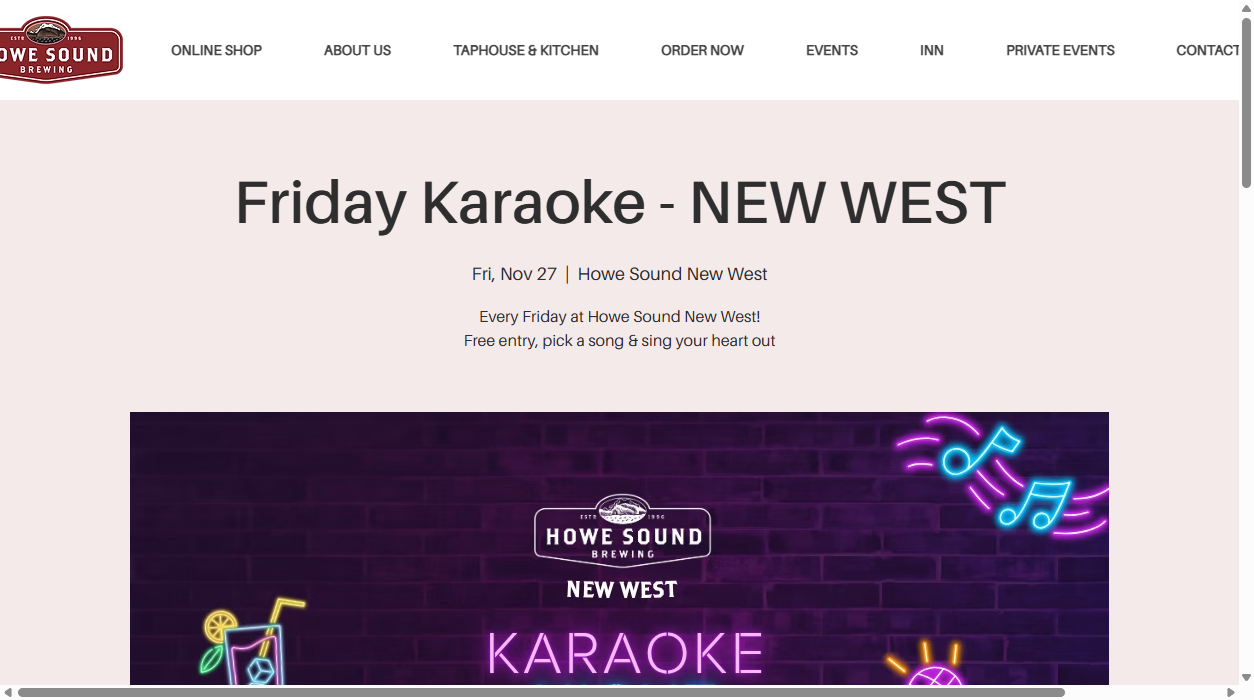 ESTD 1996
OWE SOUND
BREWING
ONLINE SHOP
ABOUT US
TAPHOUSE & KITCHEN
ORDER NOW
EVENTS
INN
PRIVATE EVENTS
CONTACT
Friday Karaoke - NEW WEST
Fri, Nov 27 | Howe Sound New West
Every Friday at Howe Sound New West!
Free entry, pick a song & sing your heart out
ESTD 1996
HOWE SOUND
BREWING
NEW WEST
KARAOKE